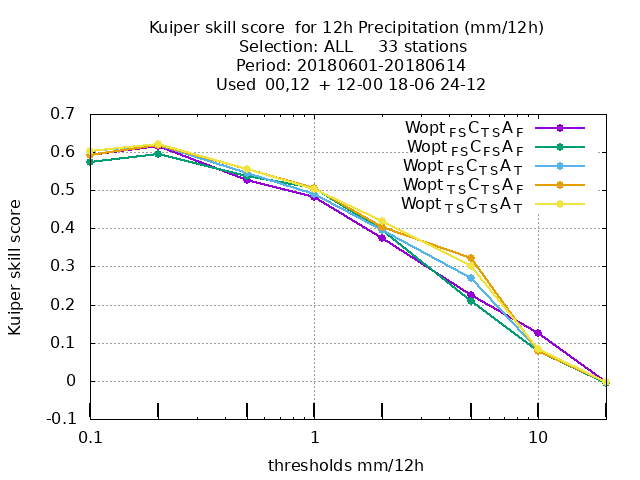 Kuiper skill score  for 12h Precipitation (mm/12h)
Selection: ALL     33 stations
Period: 20180601-20180614
Used  00,12  + 12-00 18-06 24-12
Wopt FS C TS A F
Wopt FS C FS A F
Wopt FS C TS A T
Wopt TS C TS A F
Wopt TS C TS A T
0.7
0.6
0.5
0.4
0.3
0.2
0.1
0
-0.1
Kuiper skill score
0.1 1 10
thresholds mm/12h